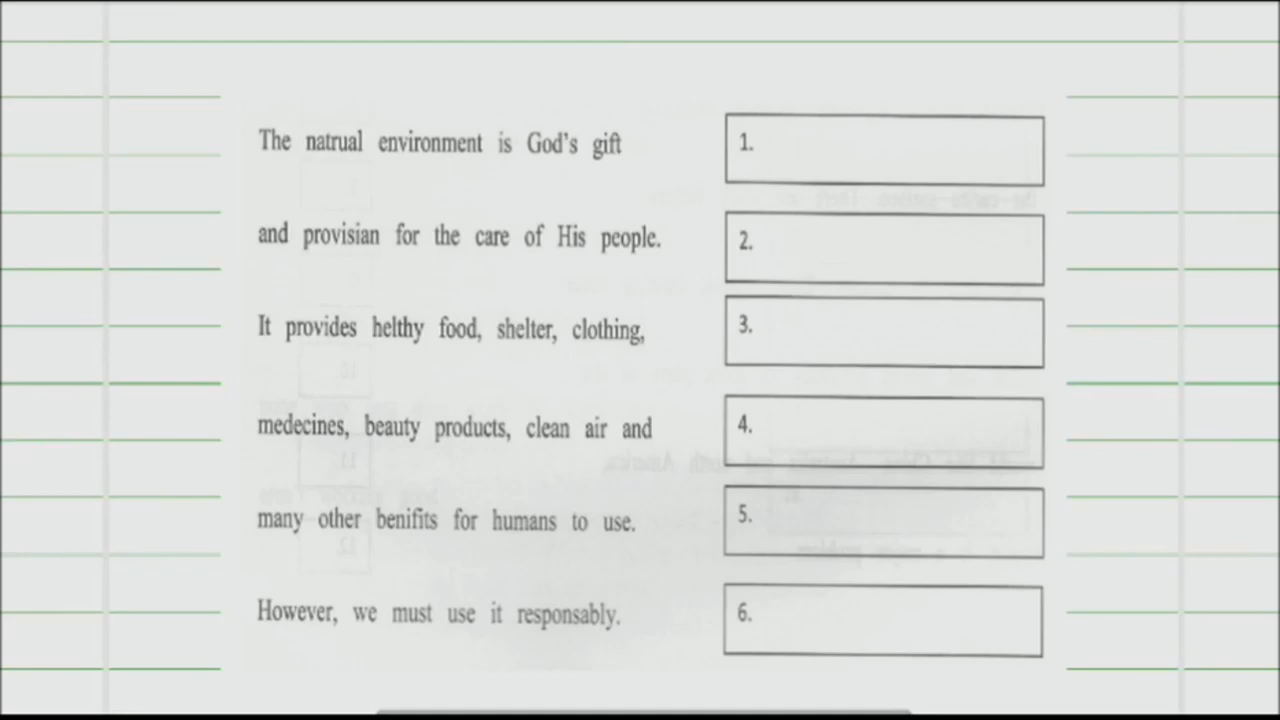 The natrual environment is God's gift
1.
and provisian for the care of His people.
2.
It provides helthy food, shelter, clothing,
3.
medecines, beauty products, clean air and
4.
many other benifits for humans to use.
5.
However, we must use it responsably.
6.